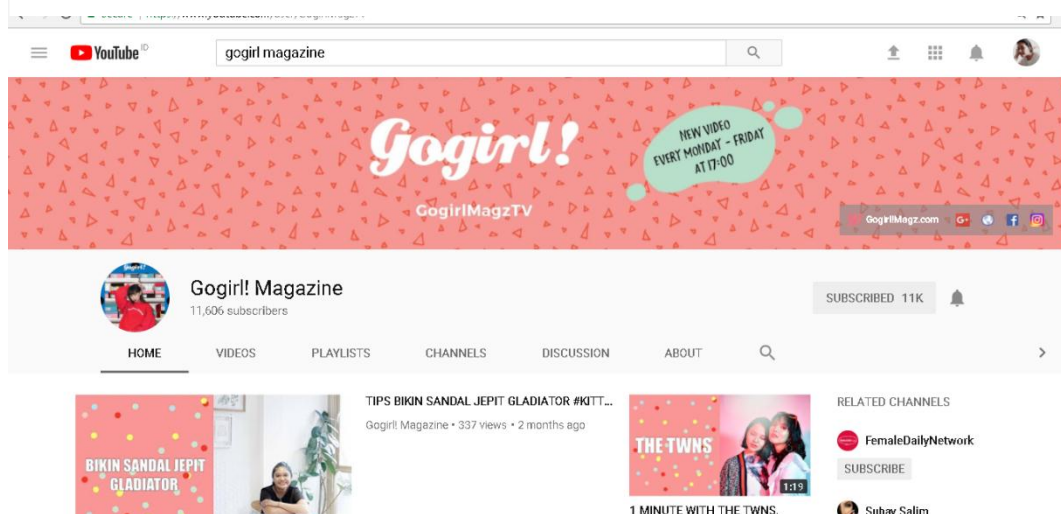 YouTube ID
gogirl magazine
Gogirl!
NEW VIDEO
EVERY MONDAY - FRIDAY
AT 17:00
GogirlMagzTV
GogirlMagz.com
Gogirl! Magazine
11,606 subscribers
SUBSCRIBED 11K
HOME VIDEOS PLAYLISTS CHANNELS DISCUSSION ABOUT
TIPS BIKIN SANDAL JEPIT GLADIATOR #KITT...
Gogirl! Magazine • 337 views • 2 months ago
BIKIN SANDAL JEPIT
GLADIATOR
THE TWNS
1:19
1 MINUTE WITH THE TWNS,
RELATED CHANNELS
FemaleDailyNetwork
SUBSCRIBE
Suhay Salim